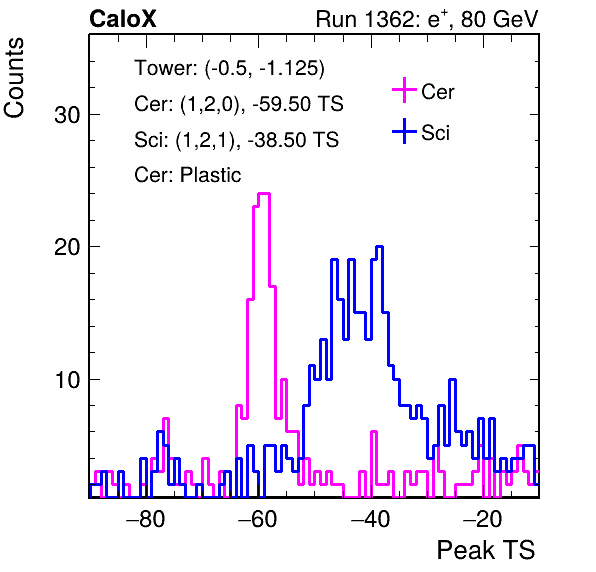 CaloX Run 1362: e⁺, 80 GeV
Counts
Tower: (-0.5, -1.125)
Cer: (1,2,0), -59.50 TS
Sci: (1,2,1), -38.50 TS
Cer: Plastic
Cer
Sci
30
20
10
−80 −60 −40 −20
Peak TS